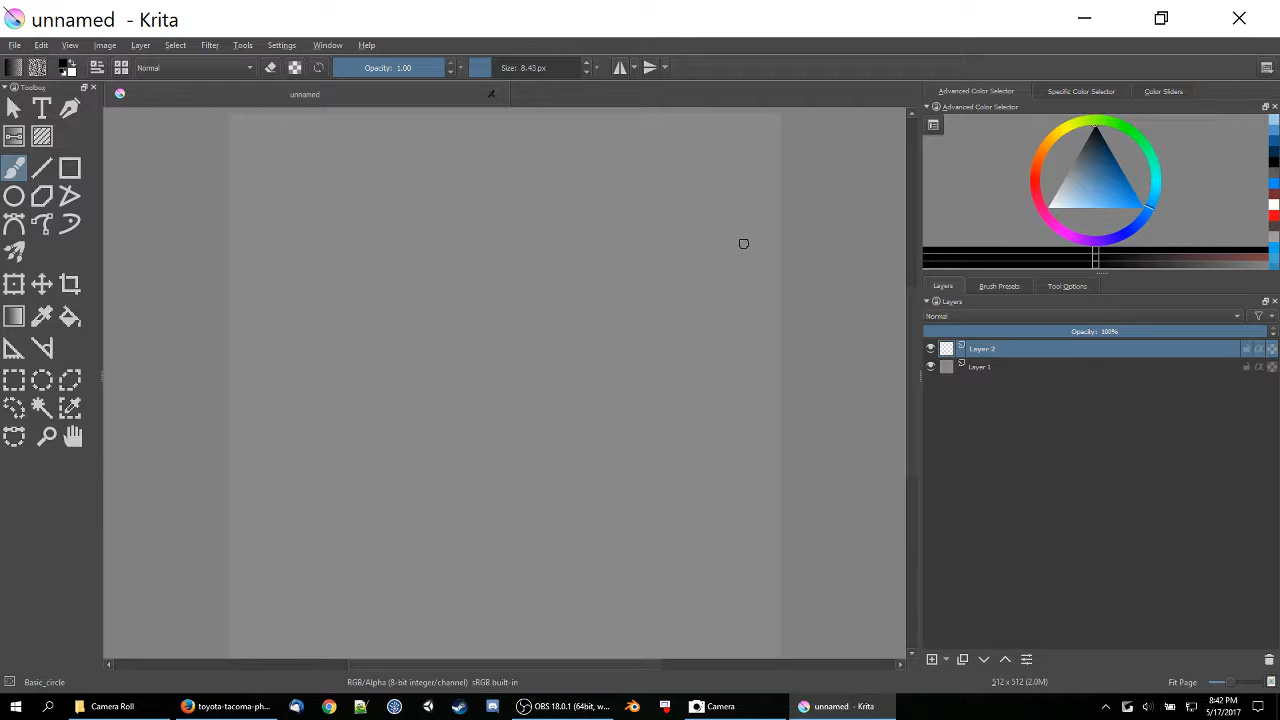 unnamed - Krita
File Edit View Image Layer Select Filter Tools Settings Window Help
Normal Opacity: 1.00 Size: 8.43 px
Toolbox
unnamed
Advanced Color Selector Specific Color Selector Color Sliders
Advanced Color Selector
Layers Brush Presets Tool Options
Layers
Normal
Opacity: 100%
Layer 2
Layer 1
Basic_circle RGB/Alpha (8-bit integer/channel) sRGB built-in 512 x 512 (2.0M) Fit Page
Camera Roll toyota-tacoma-ph... OBS 18.0.1 (64bit, w... Camera unnamed - Krita 8:42 PM
5/17/2017